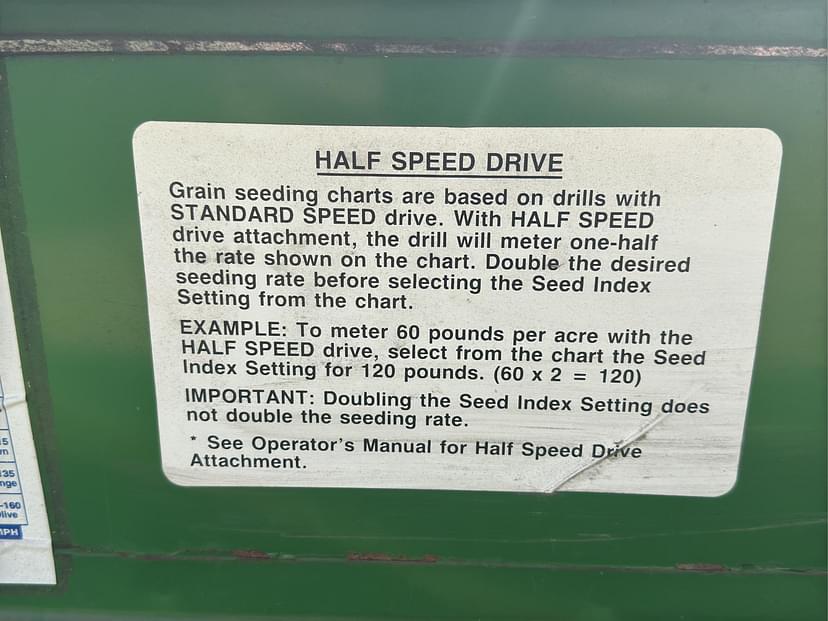 HALF SPEED DRIVE
Grain seeding charts are based on drills with
STANDARD SPEED drive. With HALF SPEED
drive attachment, the drill will meter one-half
the rate shown on the chart. Double the desired
seeding rate before selecting the Seed Index
Setting from the chart.
EXAMPLE: To meter 60 pounds per acre with the
HALF SPEED drive, select from the chart the Seed
Index Setting for 120 pounds. (60 x 2 = 120)
IMPORTANT: Doubling the Seed Index Setting does
not double the seeding rate.
* See Operator's Manual for Half Speed Drive
Attachment.
35
-160
MPH